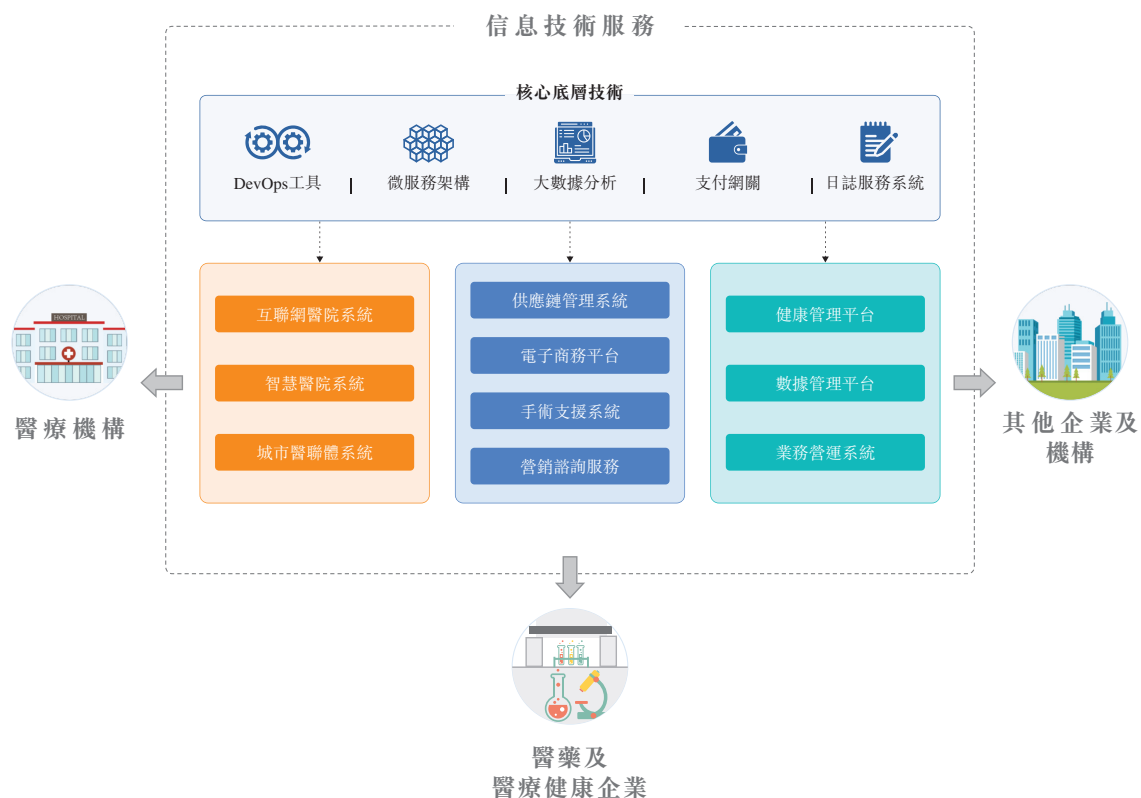 信息技術服務
核心底層技術
DevOps工具 | 微服務架構 | 大數據分析 | 支付網關 | 日誌服務系統
互聯網醫院系統
智慧醫院系統
城市醫聯體系統
供應鏈管理系統
電子商務平台
手術支援系統
營銷諮詢服務
健康管理平台
數據管理平台
業務營運系統
HOSPITAL
醫療機構
其他企業及
機構
醫藥及
醫療健康企業